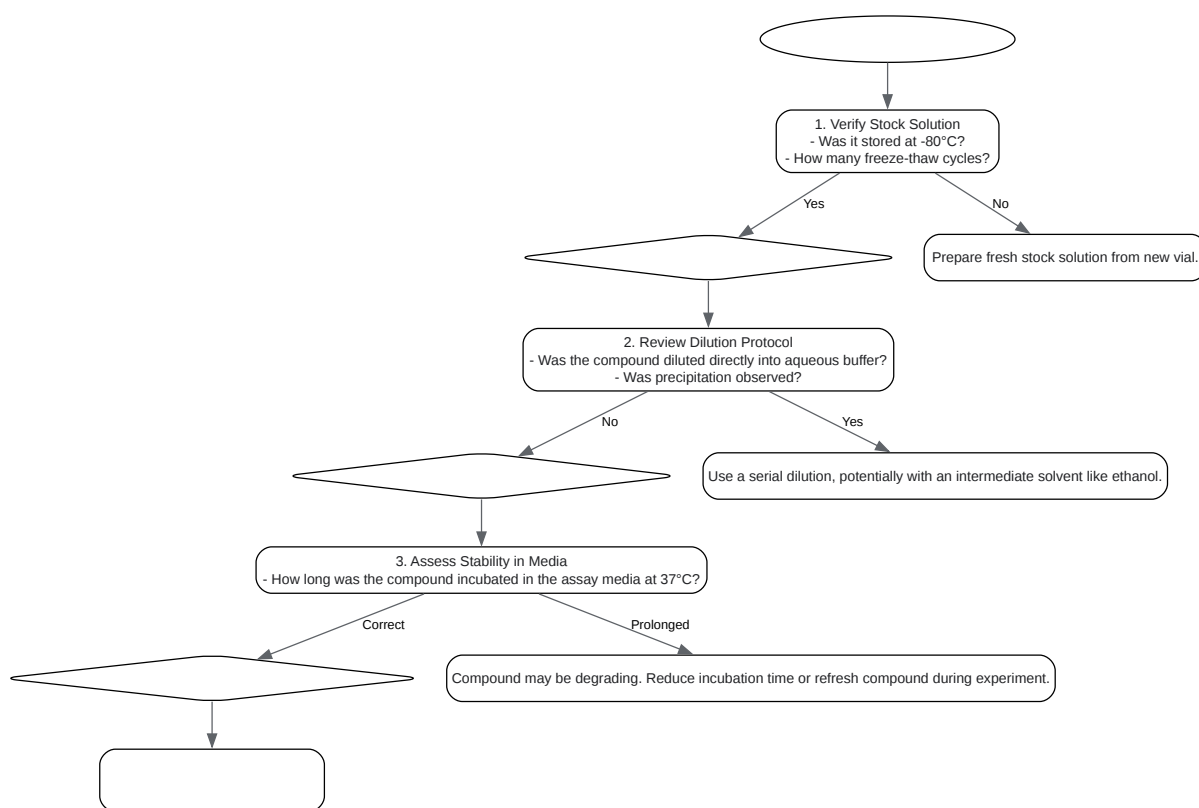 1. Verify Stock Solution
- Was it stored at -80°C?
- How many freeze-thaw cycles?
Yes
No
Prepare fresh stock solution from new vial.
2. Review Dilution Protocol
- Was the compound diluted directly into aqueous buffer?
- Was precipitation observed?
No
Yes
Use a serial dilution, potentially with an intermediate solvent like ethanol.
3. Assess Stability in Media
- How long was the compound incubated in the assay media at 37°C?
Correct
Prolonged
Compound may be degrading. Reduce incubation time or refresh compound during experiment.